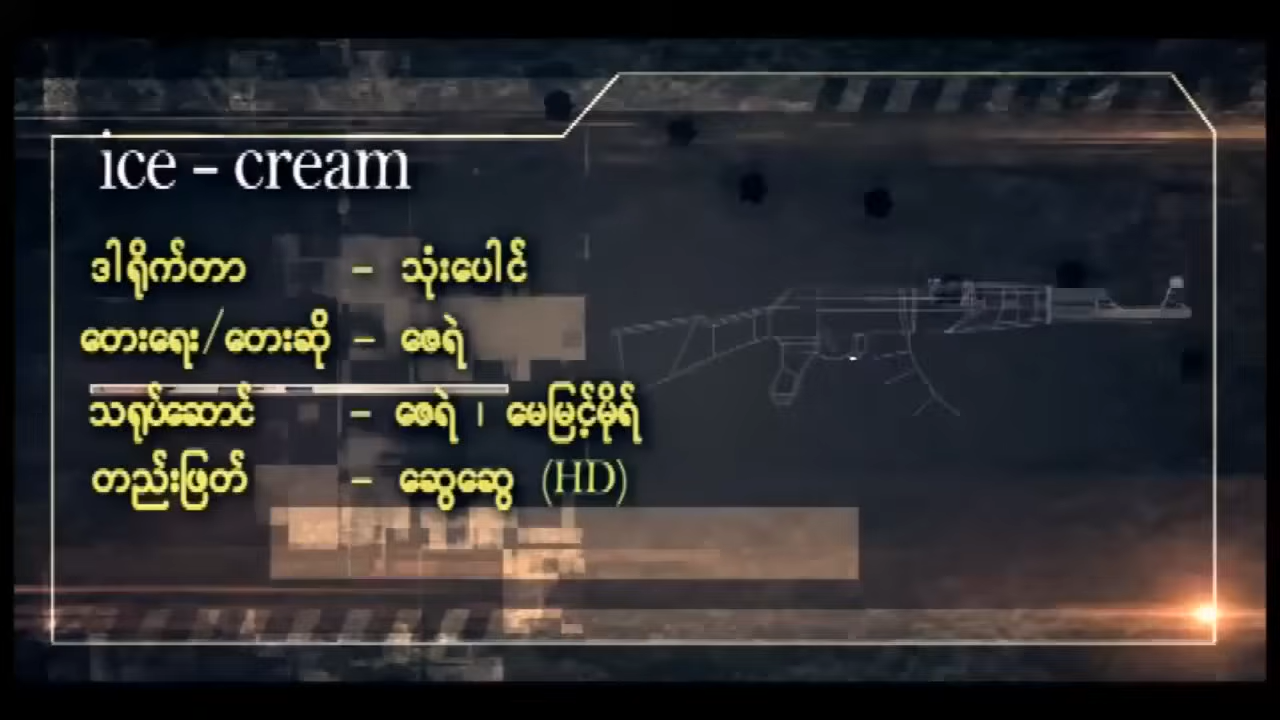 ice - cream
ဒါရိုက်တာ - သုံးပေါင်
တေးရေး/တေးဆို - ဇေရဲ
သရုပ်ဆောင် - ဇေရဲ ၊ မေမြင့်မိုရ်
တည်းဖြတ် - ဆွေဆွေ (HD)